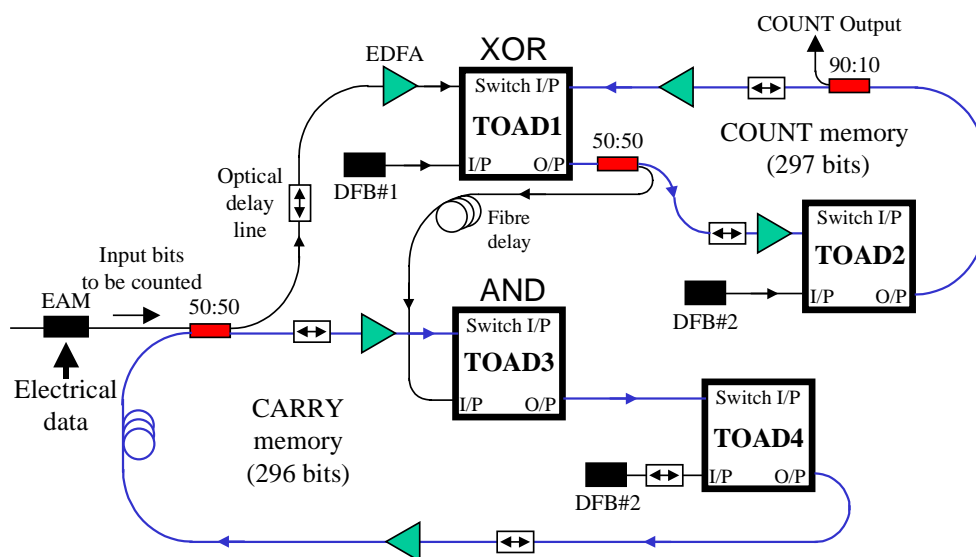 COUNT Output
XOR
EDFA
90:10
Switch I/P
TOAD1
I/P
O/P
50:50
DFB#1
COUNT memory
(297 bits)
Optical
delay
line
Fibre
delay
Switch I/P
TOAD2
I/P
O/P
DFB#2
Input bits
to be counted
EAM
50:50
AND
Switch I/P
TOAD3
I/P
O/P
Electrical
data
CARRY
memory
(296 bits)
Switch I/P
TOAD4
I/P
O/P
DFB#2